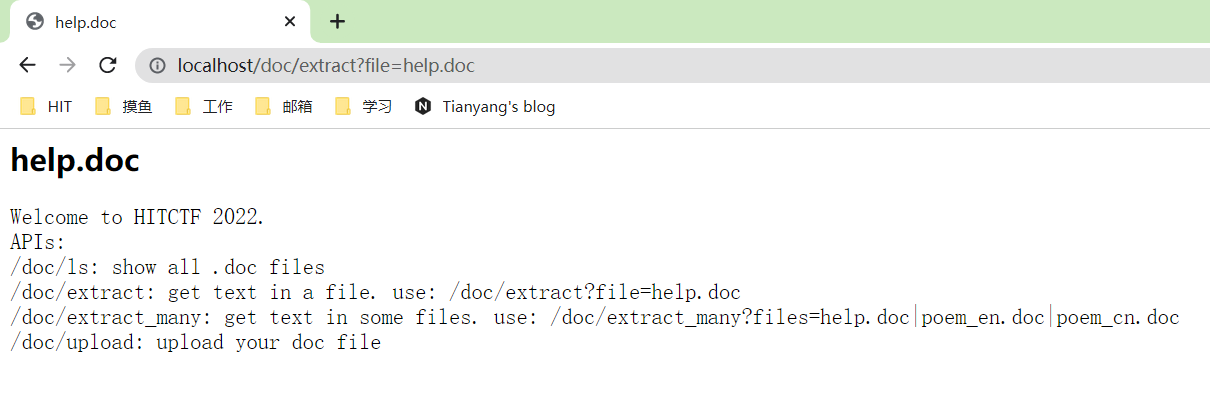 help.doc
localhost/doc/extract?file=help.doc
HIT 摸鱼 工作 邮箱 学习 Tianyang's blog
help.doc
Welcome to HITCTF 2022.
APIs:
/doc/ls: show all .doc files
/doc/extract: get text in a file. use: /doc/extract?file=help.doc
/doc/extract_many: get text in some files. use: /doc/extract_many?files=help.doc|poem_en.doc|poem_cn.doc
/doc/upload: upload your doc file